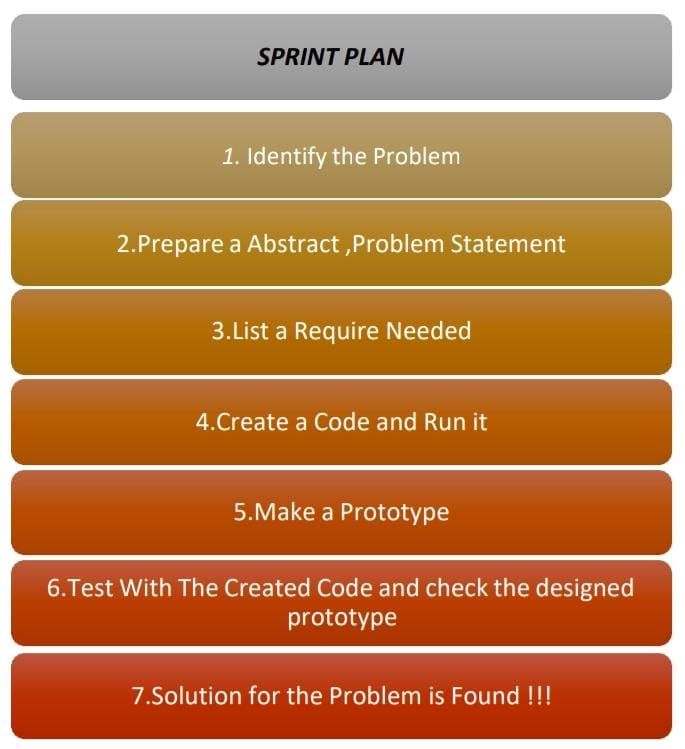 SPRINT PLAN
1. Identify the Problem
2.Prepare a Abstract ,Problem Statement
3.List a Require Needed
4.Create a Code and Run it
5.Make a Prototype
6.Test With The Created Code and check the designed
prototype
7.Solution for the Problem is Found !!!